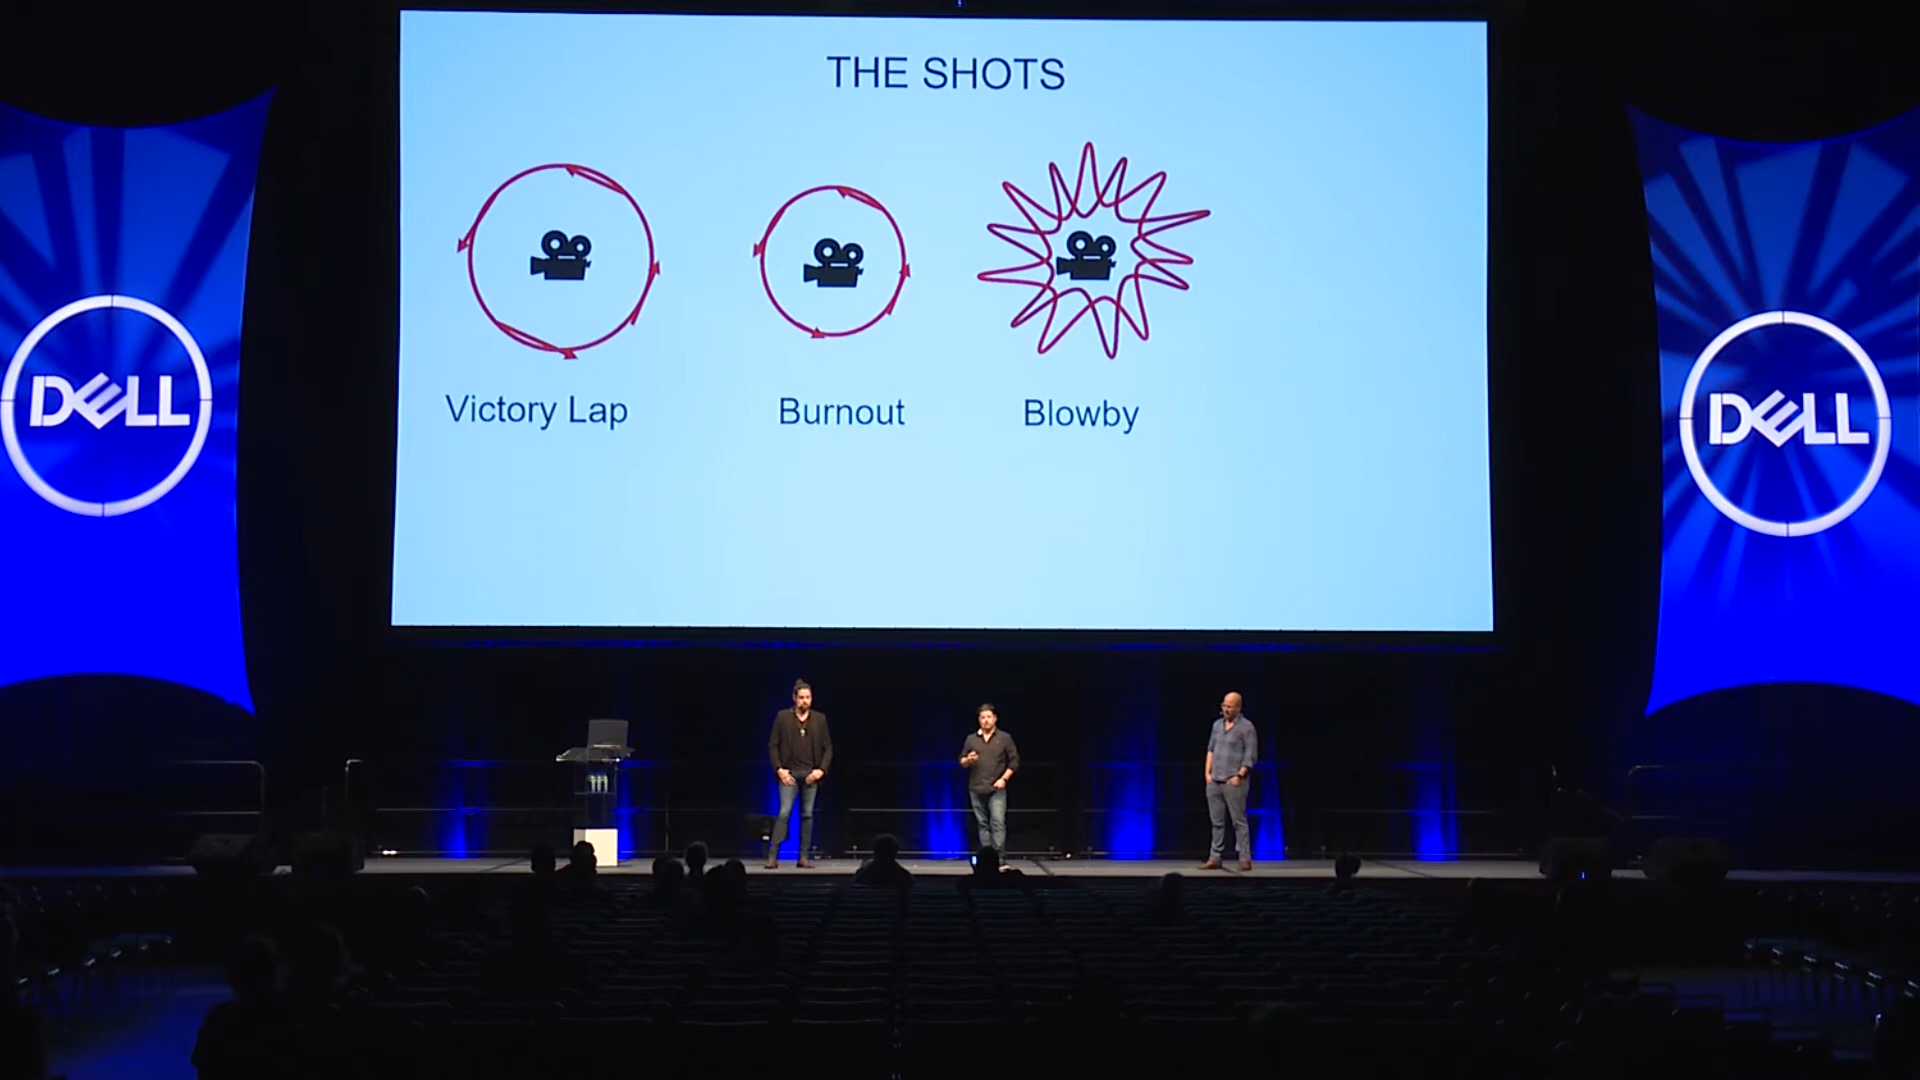 THE SHOTS
Victory Lap
Burnout
Blowby
DELL
DELL